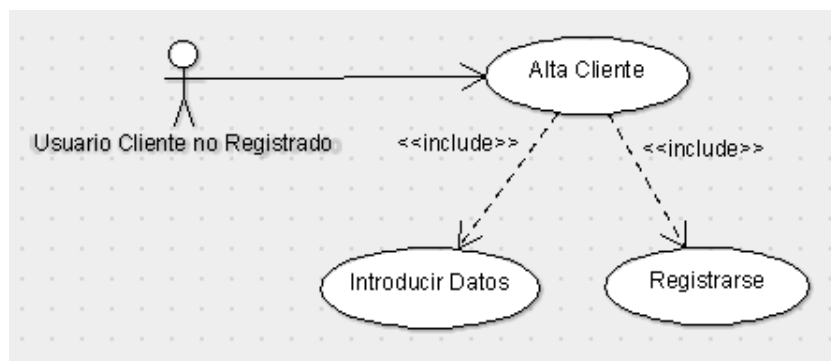 Alta Cliente
Usuario Cliente no Registrado
<<include>>
<<include>>
Introducir Datos
Registrarse